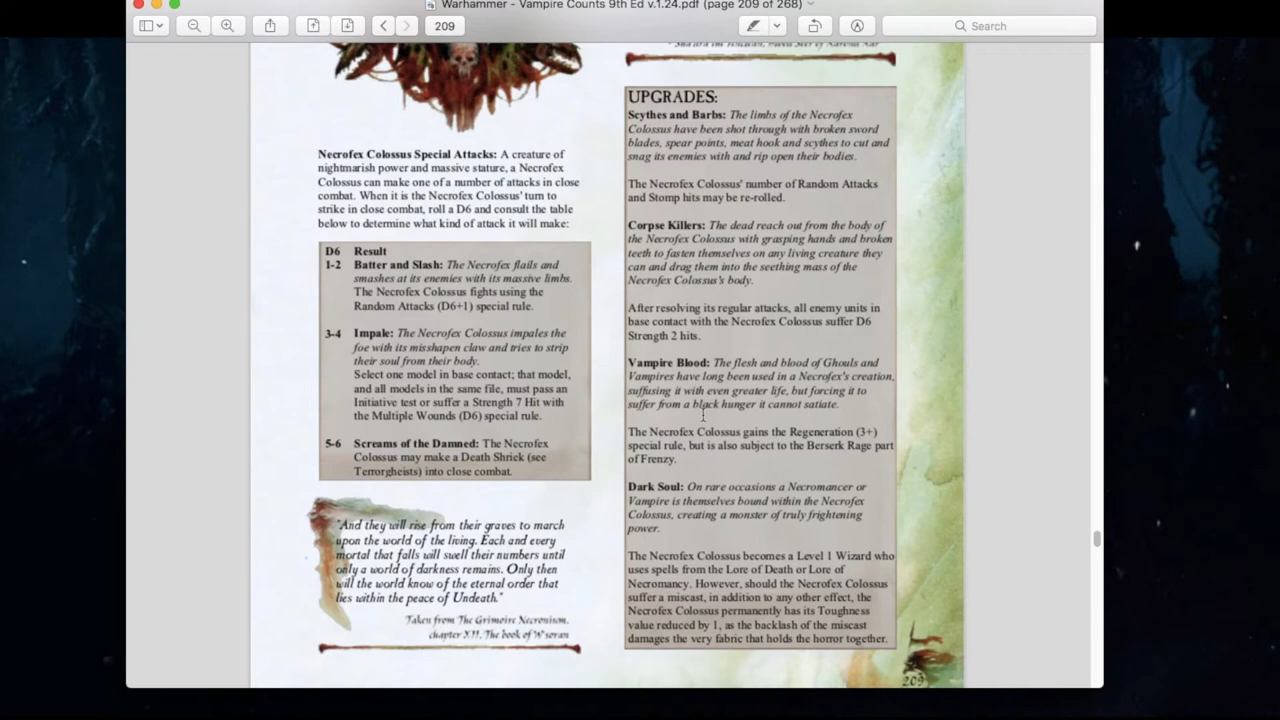 Warhammer - Vampire Counts 9th Ed v.1.24.pdf (page 209 of 268)
209
Search
Necrofex Colossus Special Attacks: A creature of
nightmarish power and massive stature, a Necrofex
Colossus can make one of a number of attacks in close
combat. When it is the Necrofex Colossus' turn to
strike in close combat, roll a D6 and consult the table
below to determine what kind of attack it will make:
D6 Result
1-2 Batter and Slash: The Necrofex flails and
smashes at its enemies with its massive limbs.
The Necrofex Colossus fights using the
Random Attacks (D6+1) special rule.
3-4 Impale: The Necrofex Colossus impales the
foe with its misshapen claw and tries to strip
their soul from their body.
Select one model in base contact; that model,
and all models in the same file, must pass an
Initiative test or suffer a Strength 7 Hit with
the Multiple Wounds (D6) special rule.
5-6 Screams of the Damned: The Necrofex
Colossus may make a Death Shriek (see
Terrorgheists) into close combat.
"And they will rise from their graves to march
upon the world of the living. Each and every
mortal that falls will swell their numbers until
only a world of darkness remains. Only then
will the world know of the eternal order that
lies within the peace of Undeath."
Taken from The Grimoire Necronium,
chapter XII, The book of W'soran
UPGRADES:
Scythes and Barbs: The limbs of the Necrofex
Colossus have been shot through with broken sword
blades, spear points, meat hook and scythes to cut and
snag its enemies with and rip open their bodies.
The Necrofex Colossus' number of Random Attacks
and Stomp hits may be re-rolled.
Corpse Killers: The dead reach out from the body of
the Necrofex Colossus with grasping hands and broken
teeth to fasten themselves on any living creature they
can and drag them into the seething mass of the
Necrofex Colossus's body.
After resolving its regular attacks, all enemy units in
base contact with the Necrofex Colossus suffer D6
Strength 2 hits.
Vampire Blood: The flesh and blood of Ghouls and
Vampires have long been used in a Necrofex's creation,
suffusing it with even greater life, but forcing it to
suffer from a black hunger it cannot satiate.
The Necrofex Colossus gains the Regeneration (3+)
special rule, but is also subject to the Berserk Rage part
of Frenzy.
Dark Soul: On rare occasions a Necromancer or
Vampire is themselves bound within the Necrofex
Colossus, creating a monster of truly frightening
power.
The Necrofex Colossus becomes a Level 1 Wizard who
uses spells from the Lore of Death or Lore of
Necromancy. However, should the Necrofex Colossus
suffer a miscast, in addition to any other effect, the
Necrofex Colossus permanently has its Toughness
value reduced by 1, as the backlash of the miscast
damages the very fabric that holds the horror together.
209